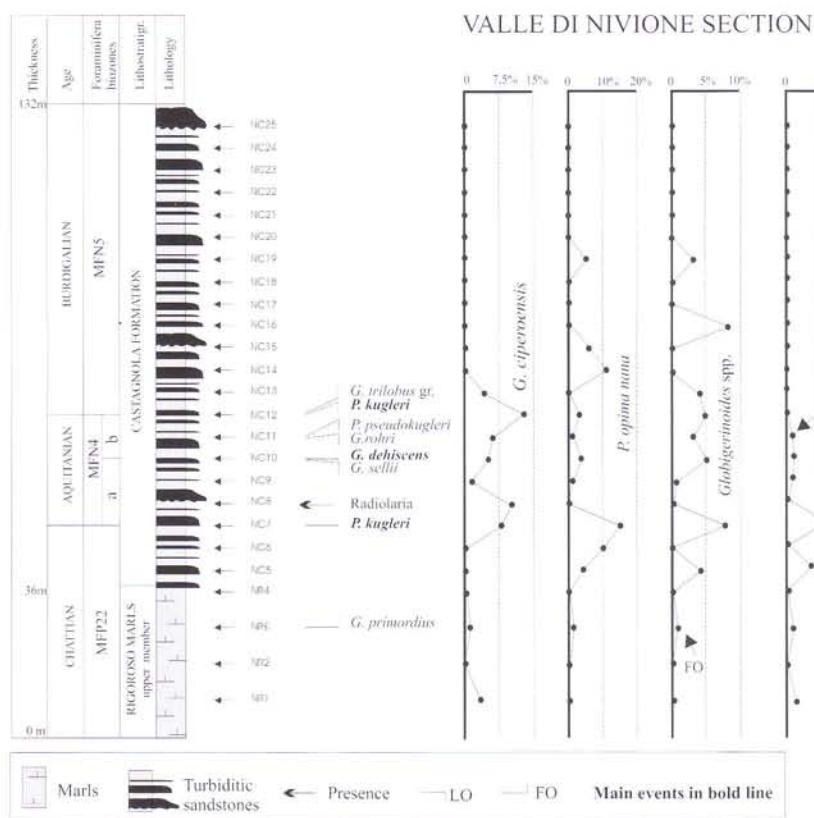 VALLE DI NIVIONE SECTION
Thickness
Age
Foraminifera
biozones
Lithostratigr.
Lithology
0 7.5% 15%
0 10% 20%
0 5% 10%
0
132m
36m
0 m
BURDIGALIAN
AQUITANIAN
CHATTIAN
MFN5
MFN4
b
a
MFP22
CASTAGNOLA FORMATION
RIGOROSO MARLS
upper member
NC25
NC24
NC23
NC22
NC21
NC20
NC19
NC18
NC17
NC16
NC15
NC14
NC13
NC12
NC11
NC10
NC9
NC8
NC7
NC6
NC5
G. trilobus gr.
P. kugleri
P. pseudokugleri
G.rohri
G. dehiscens
G. sellii
Radiolaria
P. kugleri
G. primordius
G. ciperoensis
P. opima nana
Globigerinoides spp.
FO
Marls
Turbiditic
sandstones
Presence
LO
FO
Main events in bold line